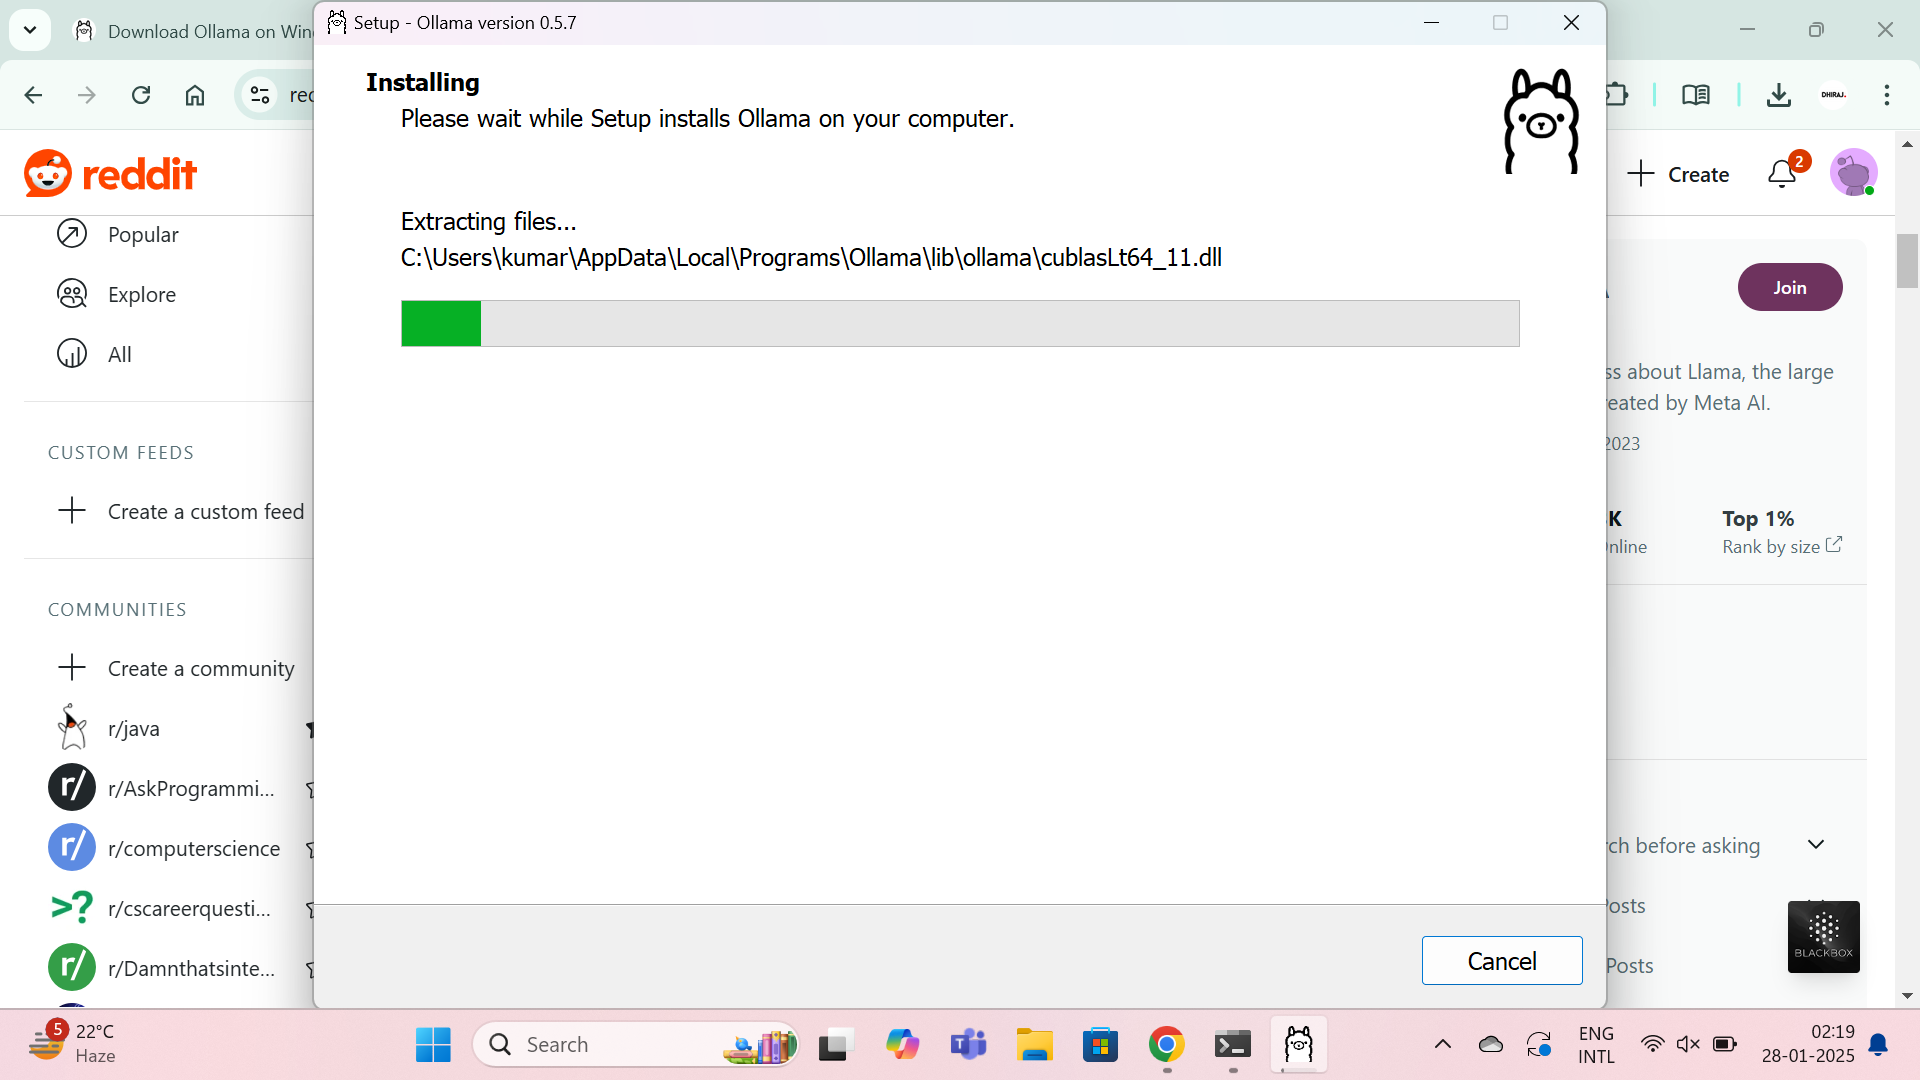 Download Ollama on Win
Setup - Ollama version 0.5.7
red
DHIRAJ.
Installing
Please wait while Setup installs Ollama on your computer.
Extracting files...
C:\Users\kumar\AppData\Local\Programs\Ollama\lib\ollama\cublasLt64_11.dll
Cancel
reddit
Popular
Explore
All
CUSTOM FEEDS
Create a custom feed
COMMUNITIES
Create a community
r/java
r/
r/AskProgrammi...
r/
r/computerscience
>?
r/cscareerquesti...
r/
r/Damnthatsinte...
Create
2
Join
ss about Llama, the large
eated by Meta AI.
2023
K
Top 1%
nline
Rank by size
rch before asking
Posts
Posts
BLACKBOX
5
22°C
Haze
Search
ENG
INTL
02:19
28-01-2025